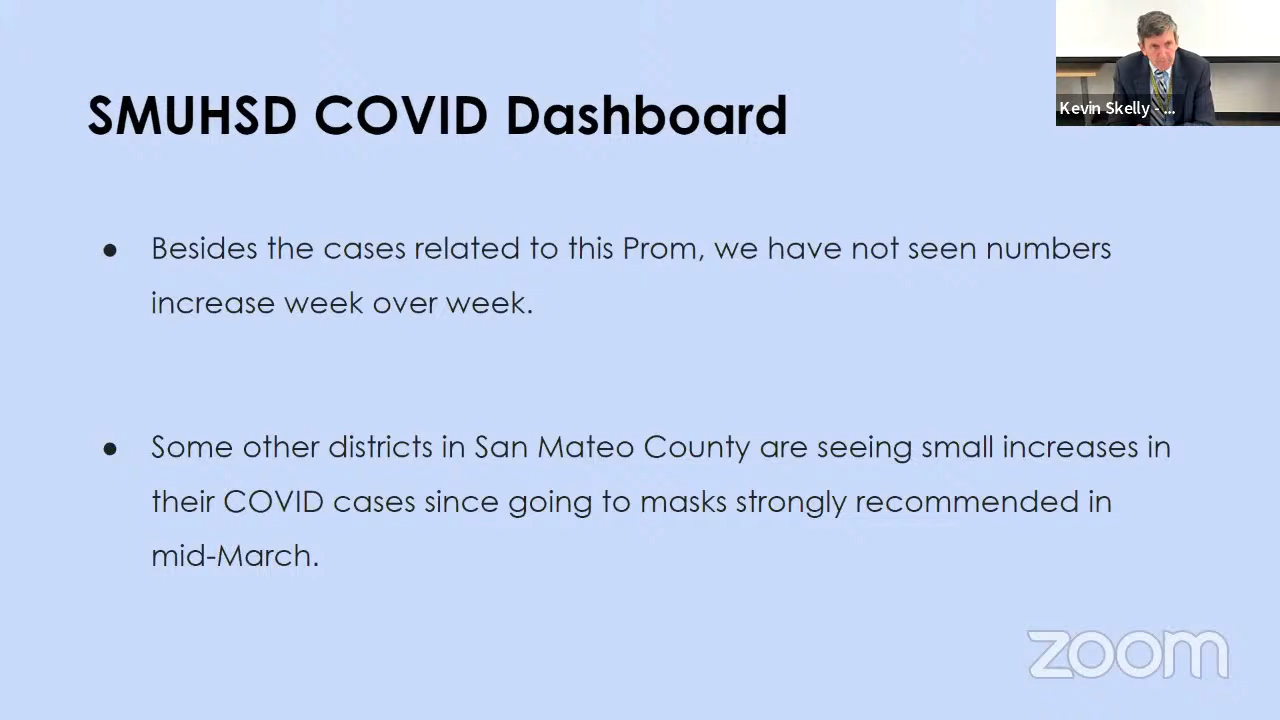 SMUHSD COVID Dashboard
Kevin Skelly - ...
● Besides the cases related to this Prom, we have not seen numbers
increase week over week.
● Some other districts in San Mateo County are seeing small increases in
their COVID cases since going to masks strongly recommended in
mid-March.
zoom